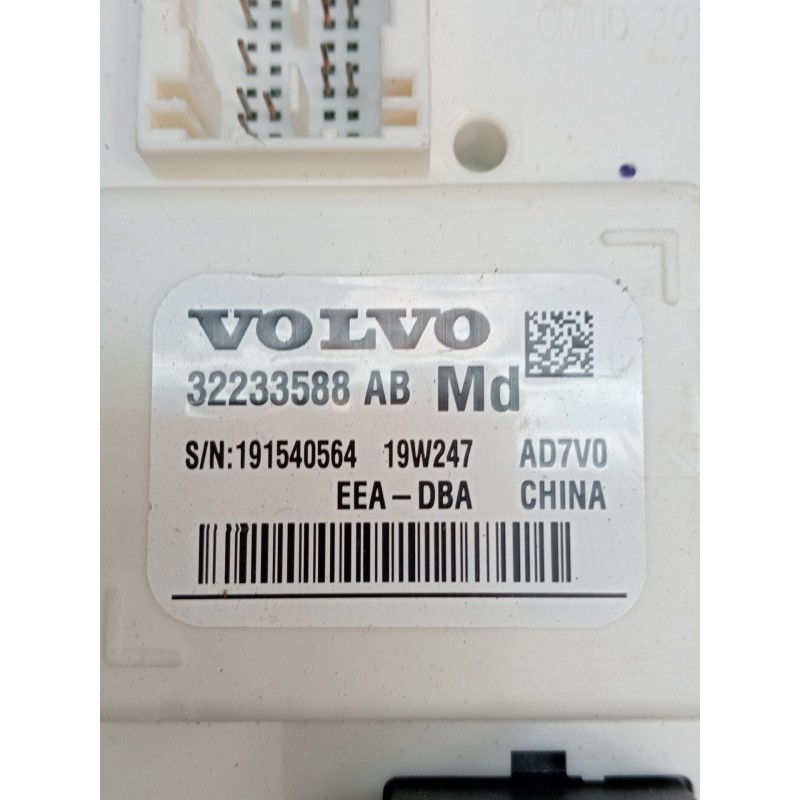 VOLVO
32233588 AB Md
S/N:191540564 19W247 AD7V0
EEA-DBA CHINA